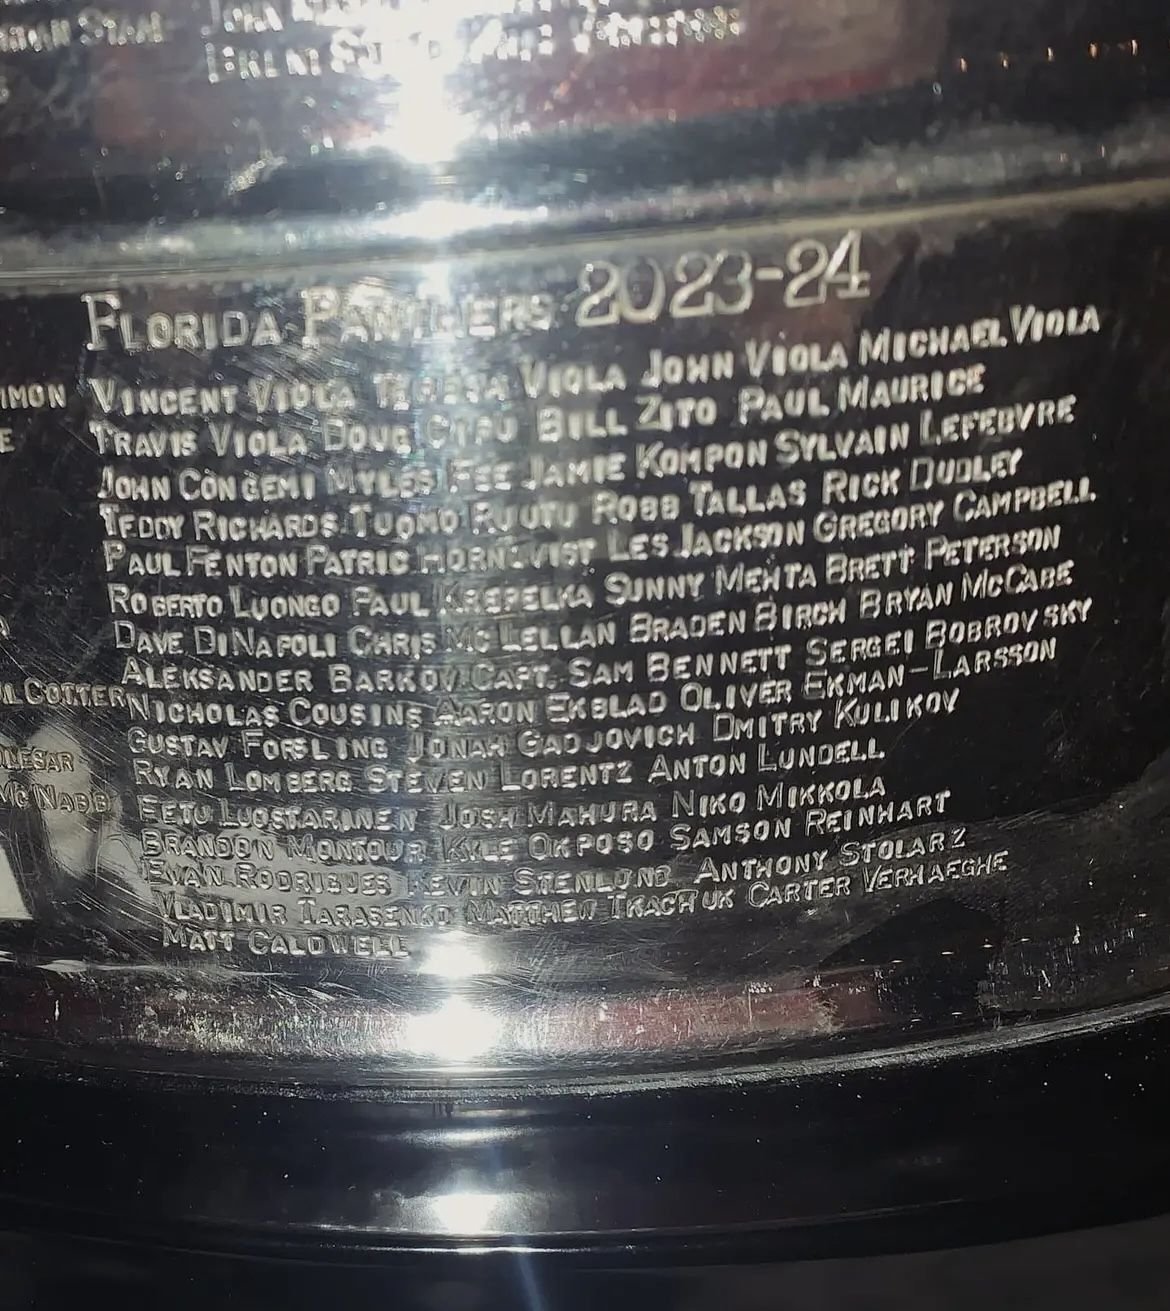 FLORIDA PANTHERS 2023-24
IMON
VINCENT VIOLA TERESA VIOLA JOHN VIOLA MICHAEL VIOLA
E
TRAVIS VIOLA DOUG CIFU BILL ZITO PAUL MAURICE
JOHN CONGEMI MYLES FEE JAMIE KOMPON SYLVAIN LEFEBVRE
TEDDY RICHARDS TUOMO RUUTU ROBB TALLAS RICK DUDLEY
PAUL FENTON PATRIC HORNQVIST LES JACKSON GREGORY CAMPBELL
ROBERTO LUONGO PAUL KREPELKA SUNNY MEHTA BRETT PETERSON
DAVE DINAPOLI CHRIS MCLELLAN BRADEN BIRCH BRYAN MCCABE
ALEKSANDER BARKOV CAPT. SAM BENNETT SERGEI BOBROVSKY
L COTTER
NICHOLAS COUSINS AARON EKBLAD OLIVER EKMAN-LARSSON
GUSTAV FORSLING JONAH GADJOVICH DMITRY KULIKOV
RYAN LOMBERG STEVEN LORENTZ ANTON LUNDELL
MCNABB
EETU LUOSTARINEN JOSH MAHURA NIKO MIKKOLA
BRANDON MONTOUR KYLE OKPOSO SAMSON REINHART
EVAN RODRIGUES KEVIN STENLUND ANTHONY STOLARZ
VLADIMIR TARASENKO MATTHEW TKACHUK CARTER VERHAEGHE
MATT CALDWELL